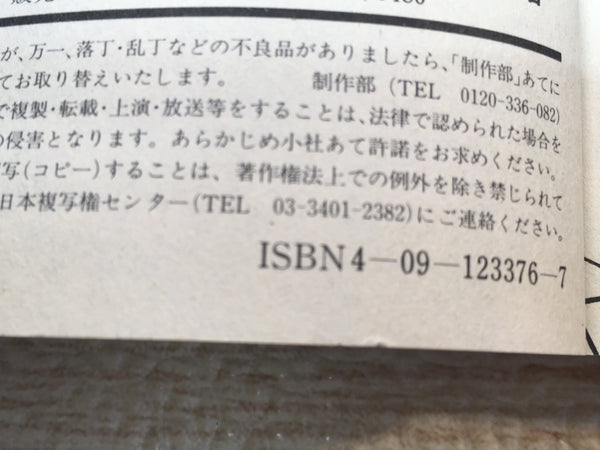 が、万一、落丁・乱丁などの不良品がありましたら、「制作部」あてに
てお取り替えいたします。 制作部(TEL 0120-336-082)
で複製・転載・上演・放送等をすることは、法律で認められた場合を
の侵害となります。あらかじめ小社あて許諾をお求めください。
写(コピー)することは、著作権法上での例外を除き禁じられて
日本複写権センター(TEL 03-3401-2382)にご連絡ください。
ISBN4—09—123376—7